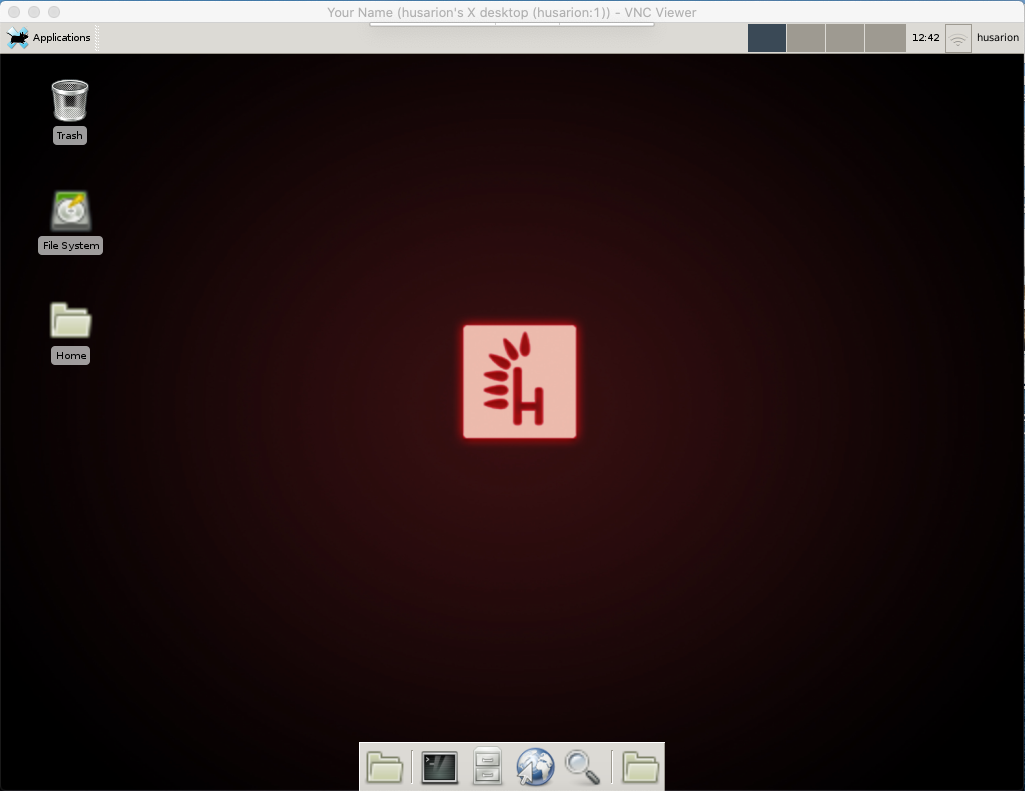 Your Name (husarion's X desktop (husarion:1)) - VNC Viewer
Applications
12:42
husarion
Trash
File System
Home
H